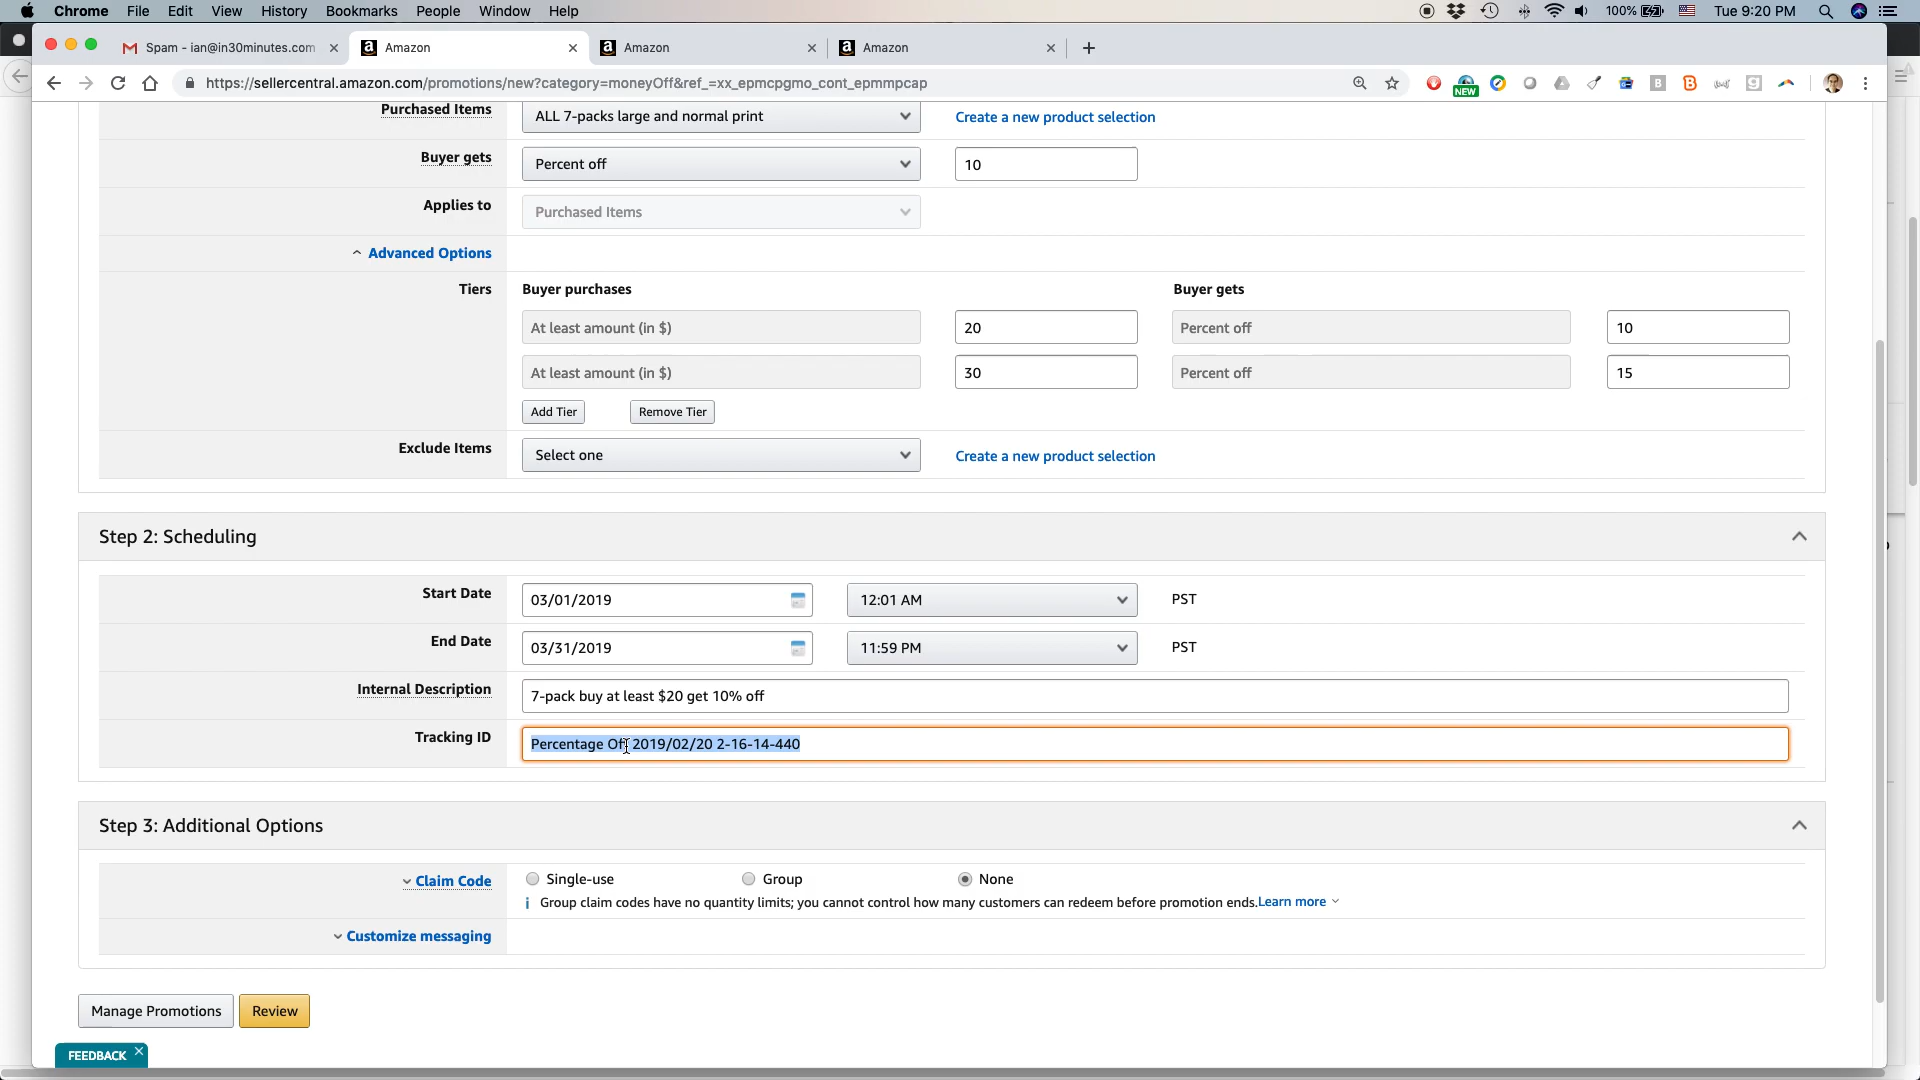 Chrome File Edit View History Bookmarks People Window Help 100% Tue 9:20 PM
Spam - ian@in30minutes.com Amazon Amazon Amazon
https://sellercentral.amazon.com/promotions/new?category=moneyOff&ref_=xx_epmcpgmo_cont_epmmpcap
NEW
Purchased Items ALL 7-packs large and normal print Create a new product selection
Buyer gets Percent off 10
Applies to Purchased Items
Advanced Options
Tiers Buyer purchases Buyer gets
At least amount (in $) 20 Percent off 10
At least amount (in $) 30 Percent off 15
Add Tier Remove Tier
Exclude Items Select one Create a new product selection
Step 2: Scheduling
Start Date 03/01/2019 12:01 AM PST
End Date 03/31/2019 11:59 PM PST
Internal Description 7-pack buy at least $20 get 10% off
Tracking ID Percentage Off 2019/02/20 2-16-14-440
Step 3: Additional Options
Claim Code Single-use Group None
i Group claim codes have no quantity limits; you cannot control how many customers can redeem before promotion ends.Learn more
Customize messaging
Manage Promotions Review
FEEDBACK